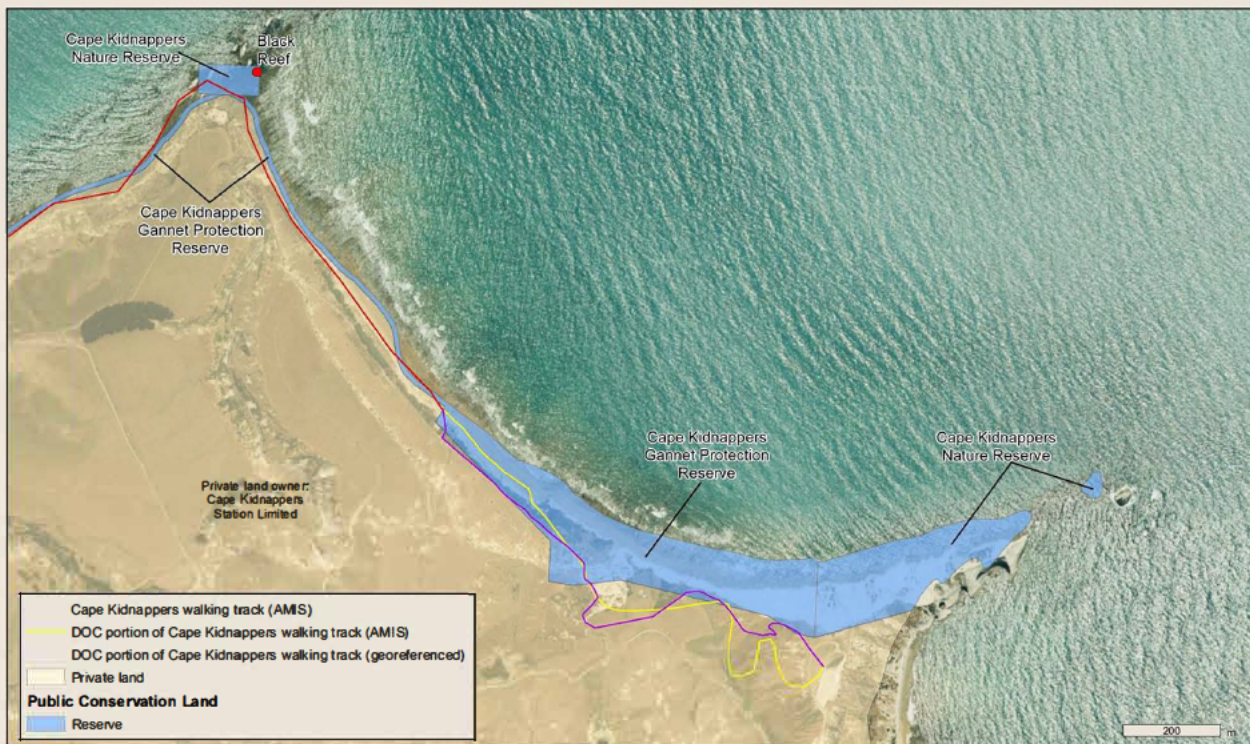 Cape Kidnappers
Nature Reserve
Black
Reef
Cape Kidnappers
Gannet Protection
Reserve
Cape Kidnappers
Gannet Protection
Reserve
Cape Kidnappers
Nature Reserve
Private land owner:
Cape Kidnappers
Station Limited
Cape Kidnappers walking track (AMIS)
DOC portion of Cape Kidnappers walking track (AMIS)
DOC portion of Cape Kidnappers walking track (georeferenced)
Private land
Public Conservation Land
Reserve
200 m